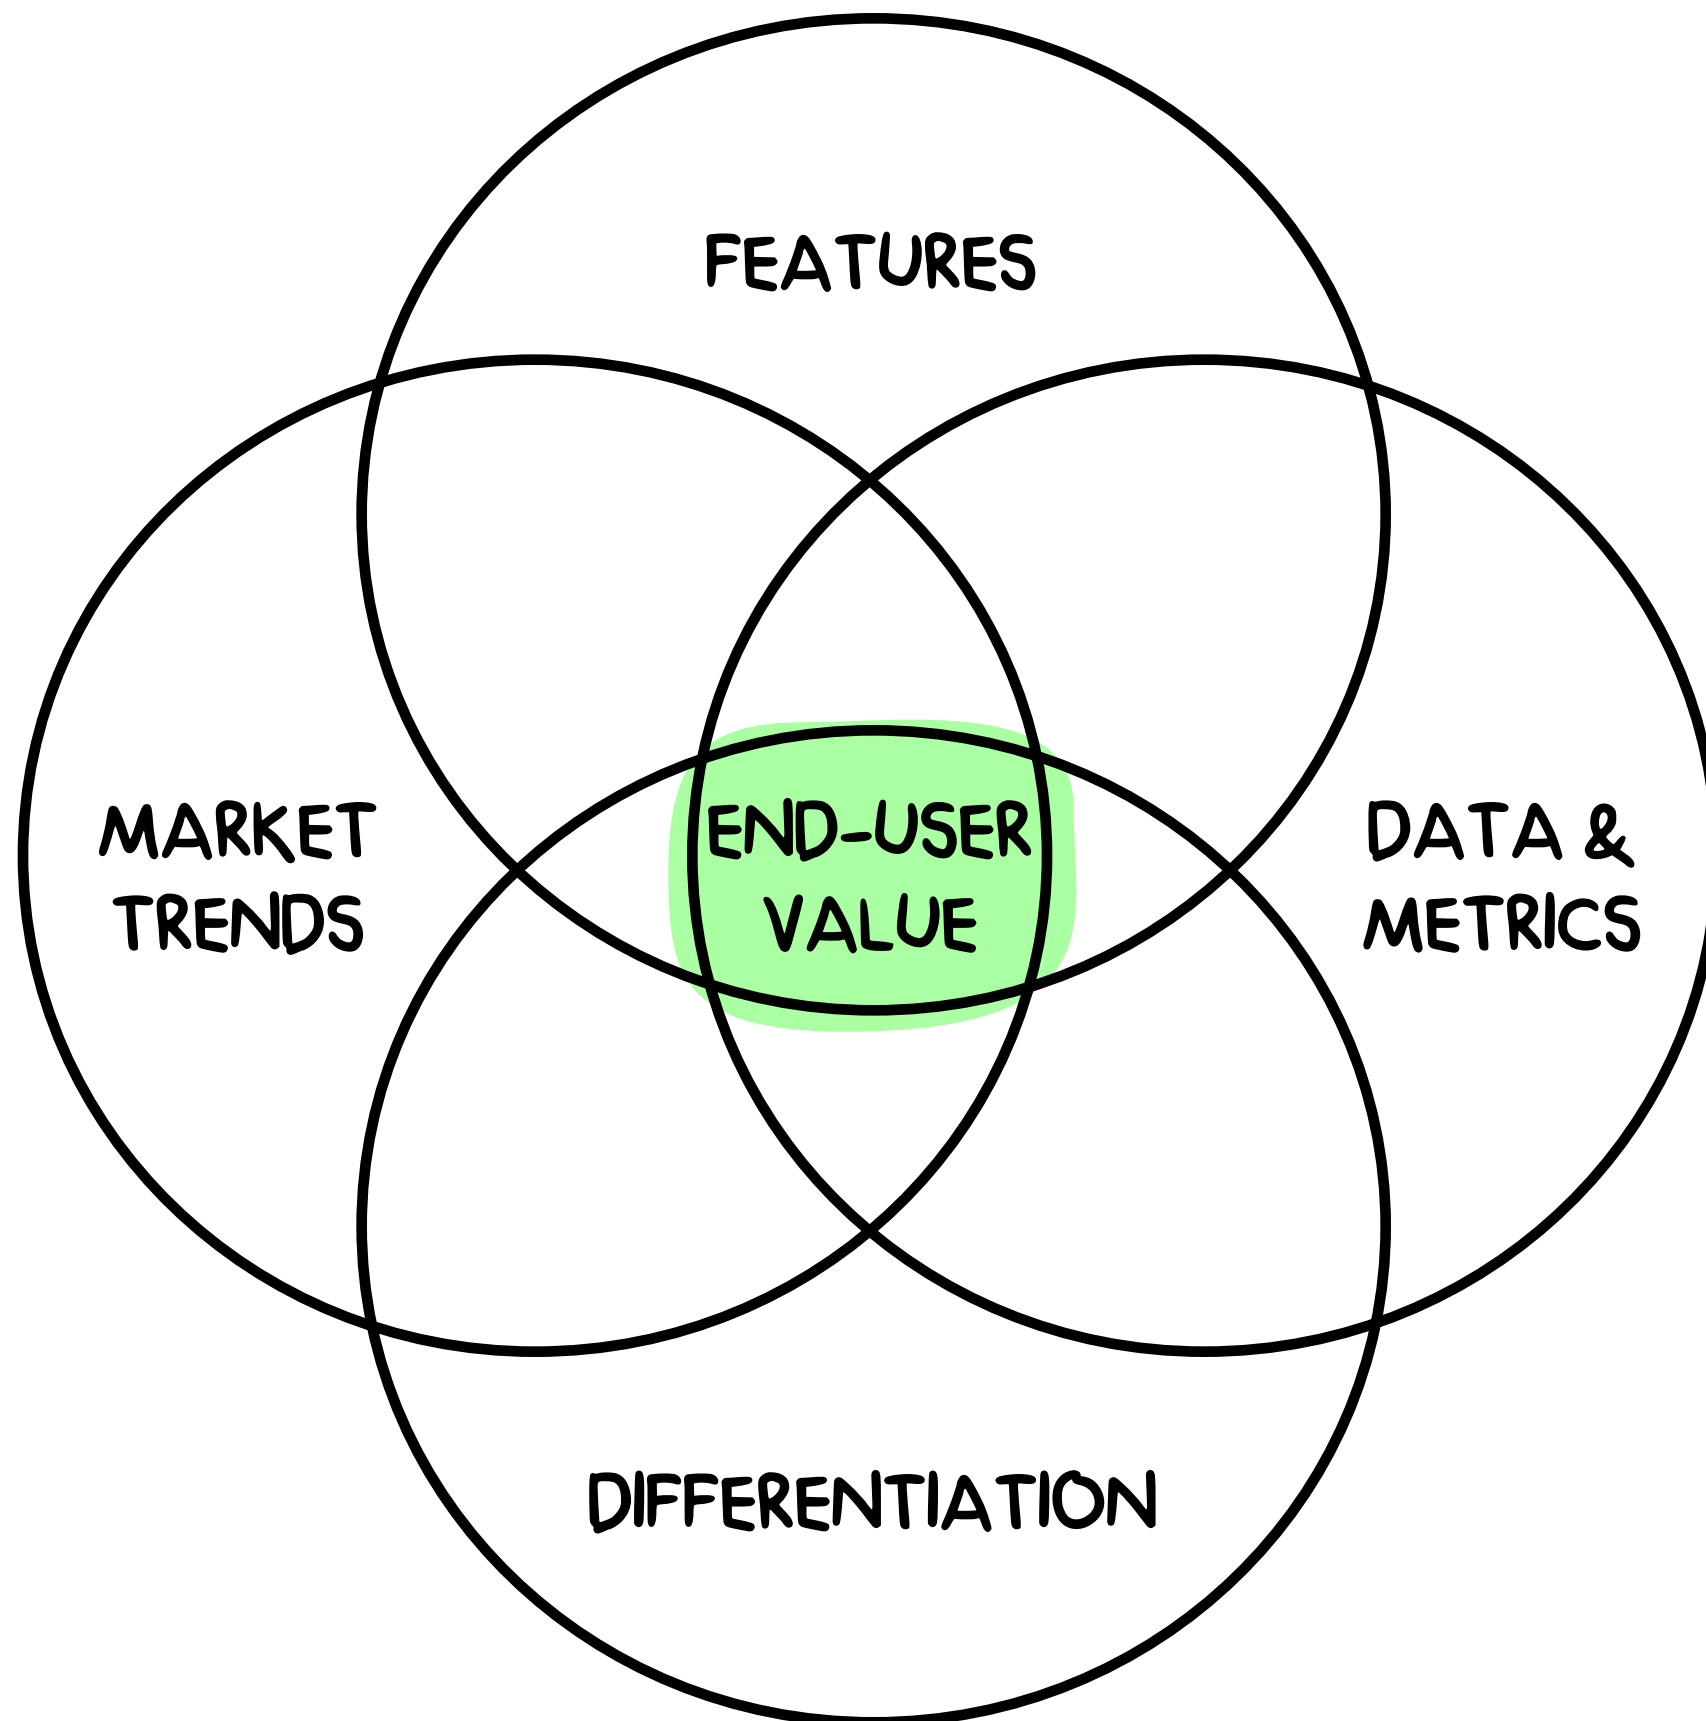 FEATURES
MARKET
TRENDS
END-USER
VALUE
DATA &
METRICS
DIFFERENTIATION